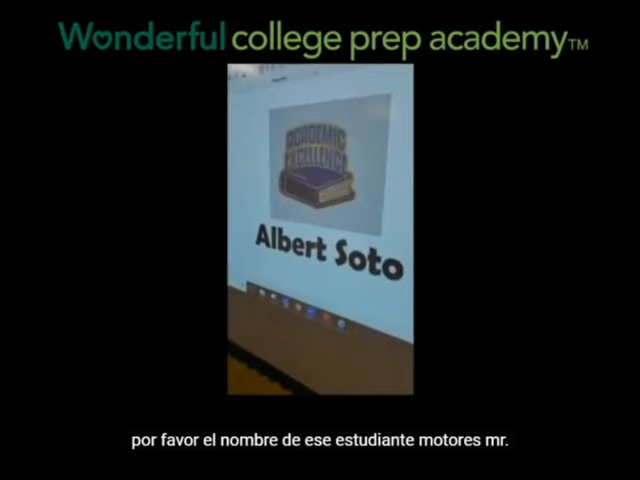 Wonderful college prep academy™
ACADEMIC
EXCELLENCE
Albert Soto
por favor el nombre de ese estudiante motores mr.